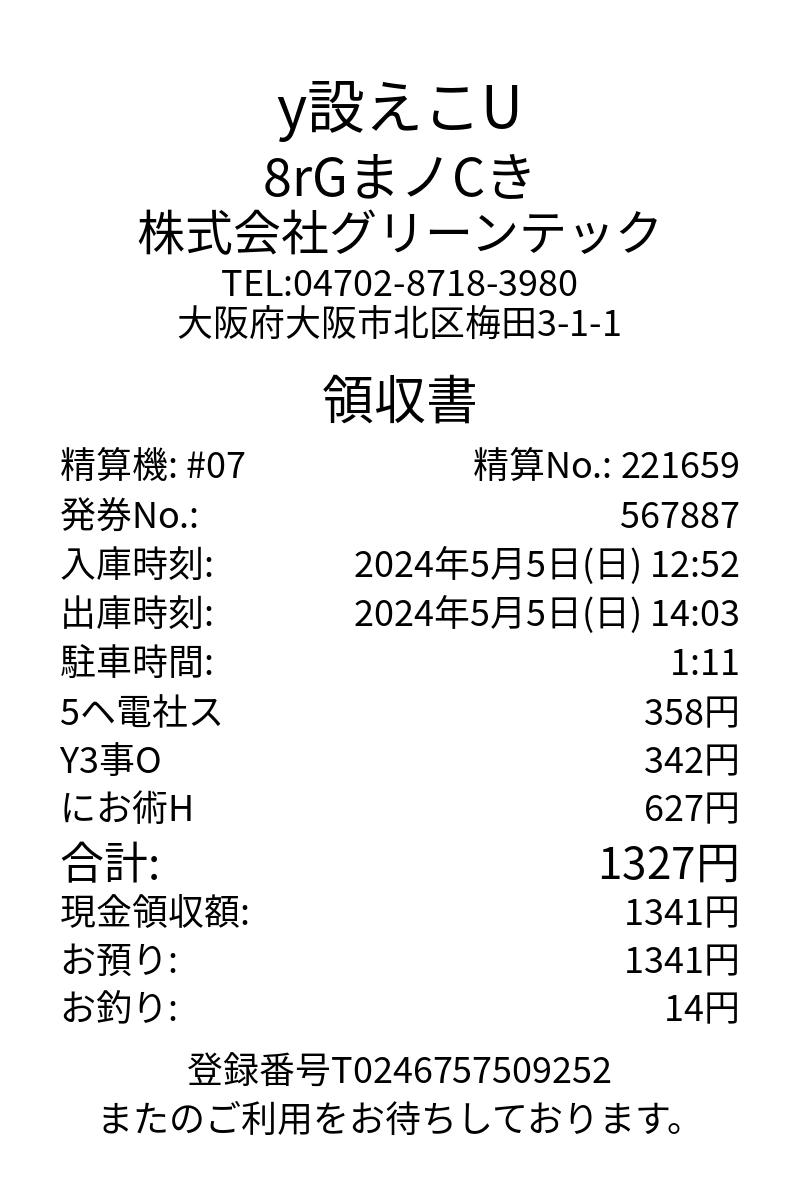 y設えこU
8rGまノCき
株式会社グリーンテック
TEL:04702-8718-3980
大阪府大阪市北区梅田3-1-1
領収書
精算機: #07 精算No.: 221659
発券No.: 567887
入庫時刻: 2024年5月5日(日) 12:52
出庫時刻: 2024年5月5日(日) 14:03
駐車時間: 1:11
5ヘ電社ス 358円
Y3事O 342円
にお術H 627円
合計: 1327円
現金領収額: 1341円
お預り: 1341円
お釣り: 14円
登録番号T0246757509252
またのご利用をお待ちしております。